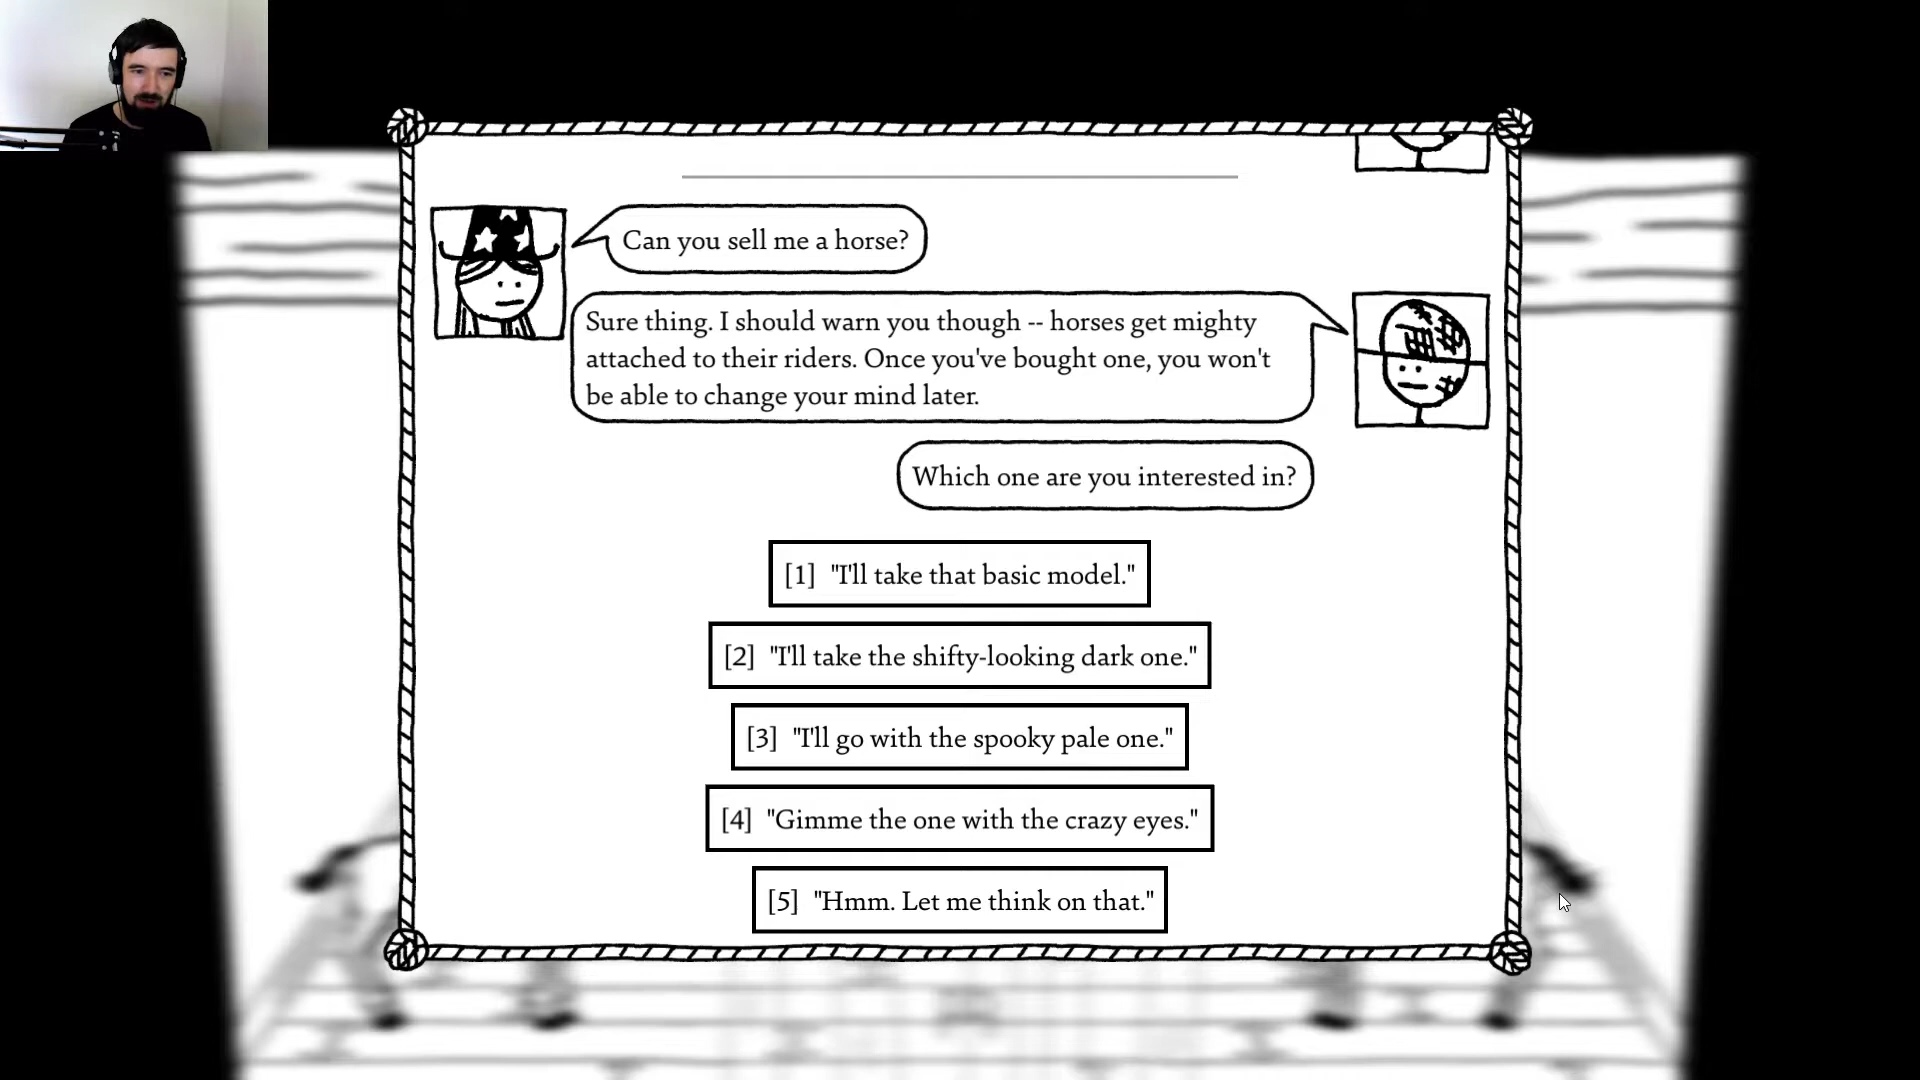 Can you sell me a horse?
Sure thing. I should warn you though -- horses get mighty
attached to their riders. Once you've bought one, you won't
be able to change your mind later.
Which one are you interested in?
[1] "I'll take that basic model."
[2] "I'll take the shifty-looking dark one."
[3] "I'll go with the spooky pale one."
[4] "Gimme the one with the crazy eyes."
[5] "Hmm. Let me think on that."